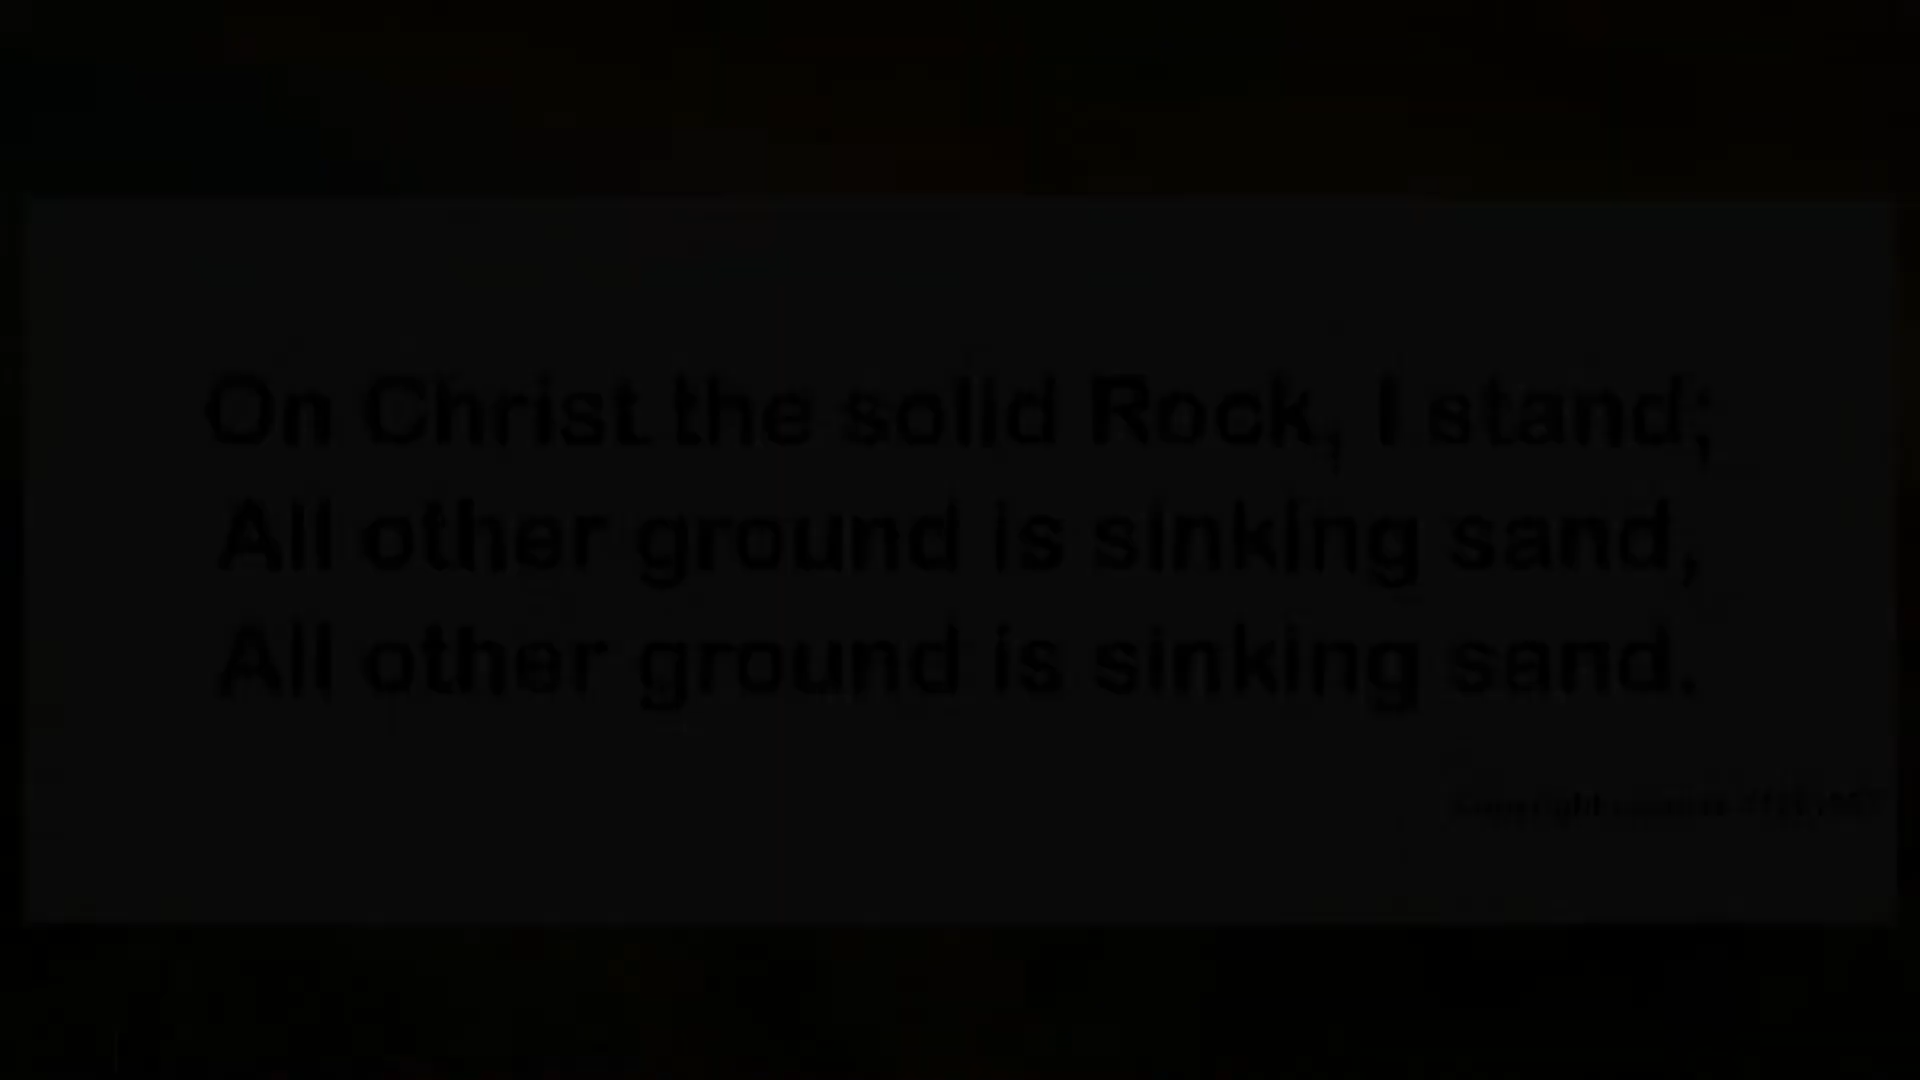 On Christ the solid Rock, I stand;
All other ground is sinking sand,
All other ground is sinking sand.